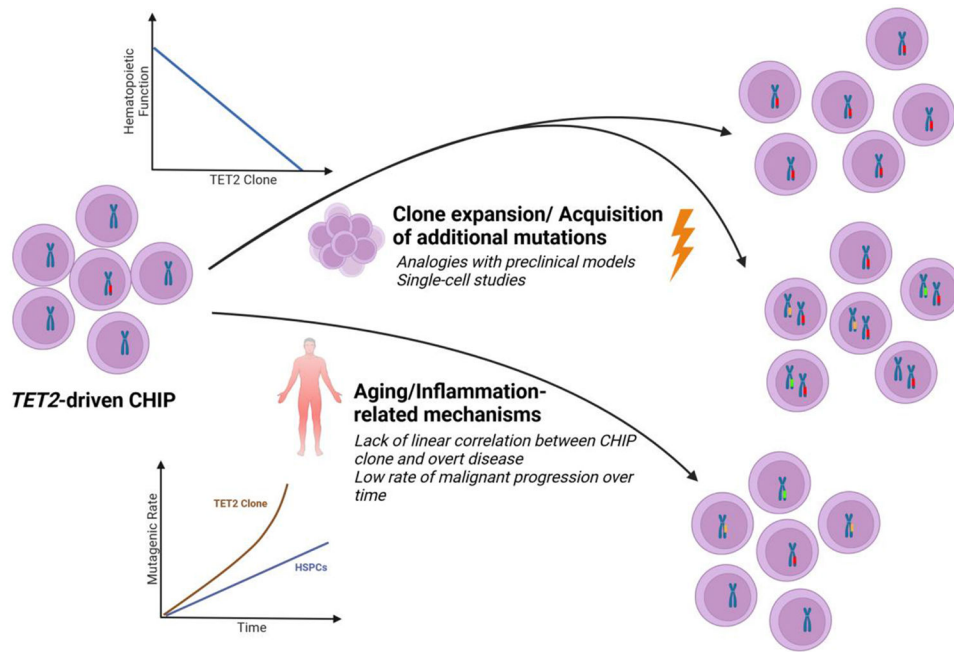 Hematopoietic
Function
TET2 Clone
Clone expansion/ Acquisition
of additional mutations
Analogies with preclinical models
Single-cell studies
TET2-driven CHIP
Aging/Inflammation-
related mechanisms
Lack of linear correlation between CHIP
clone and overt disease
Low rate of malignant progression over
time
Mutagenic Rate
TET2 Clone
HSPCs
Time